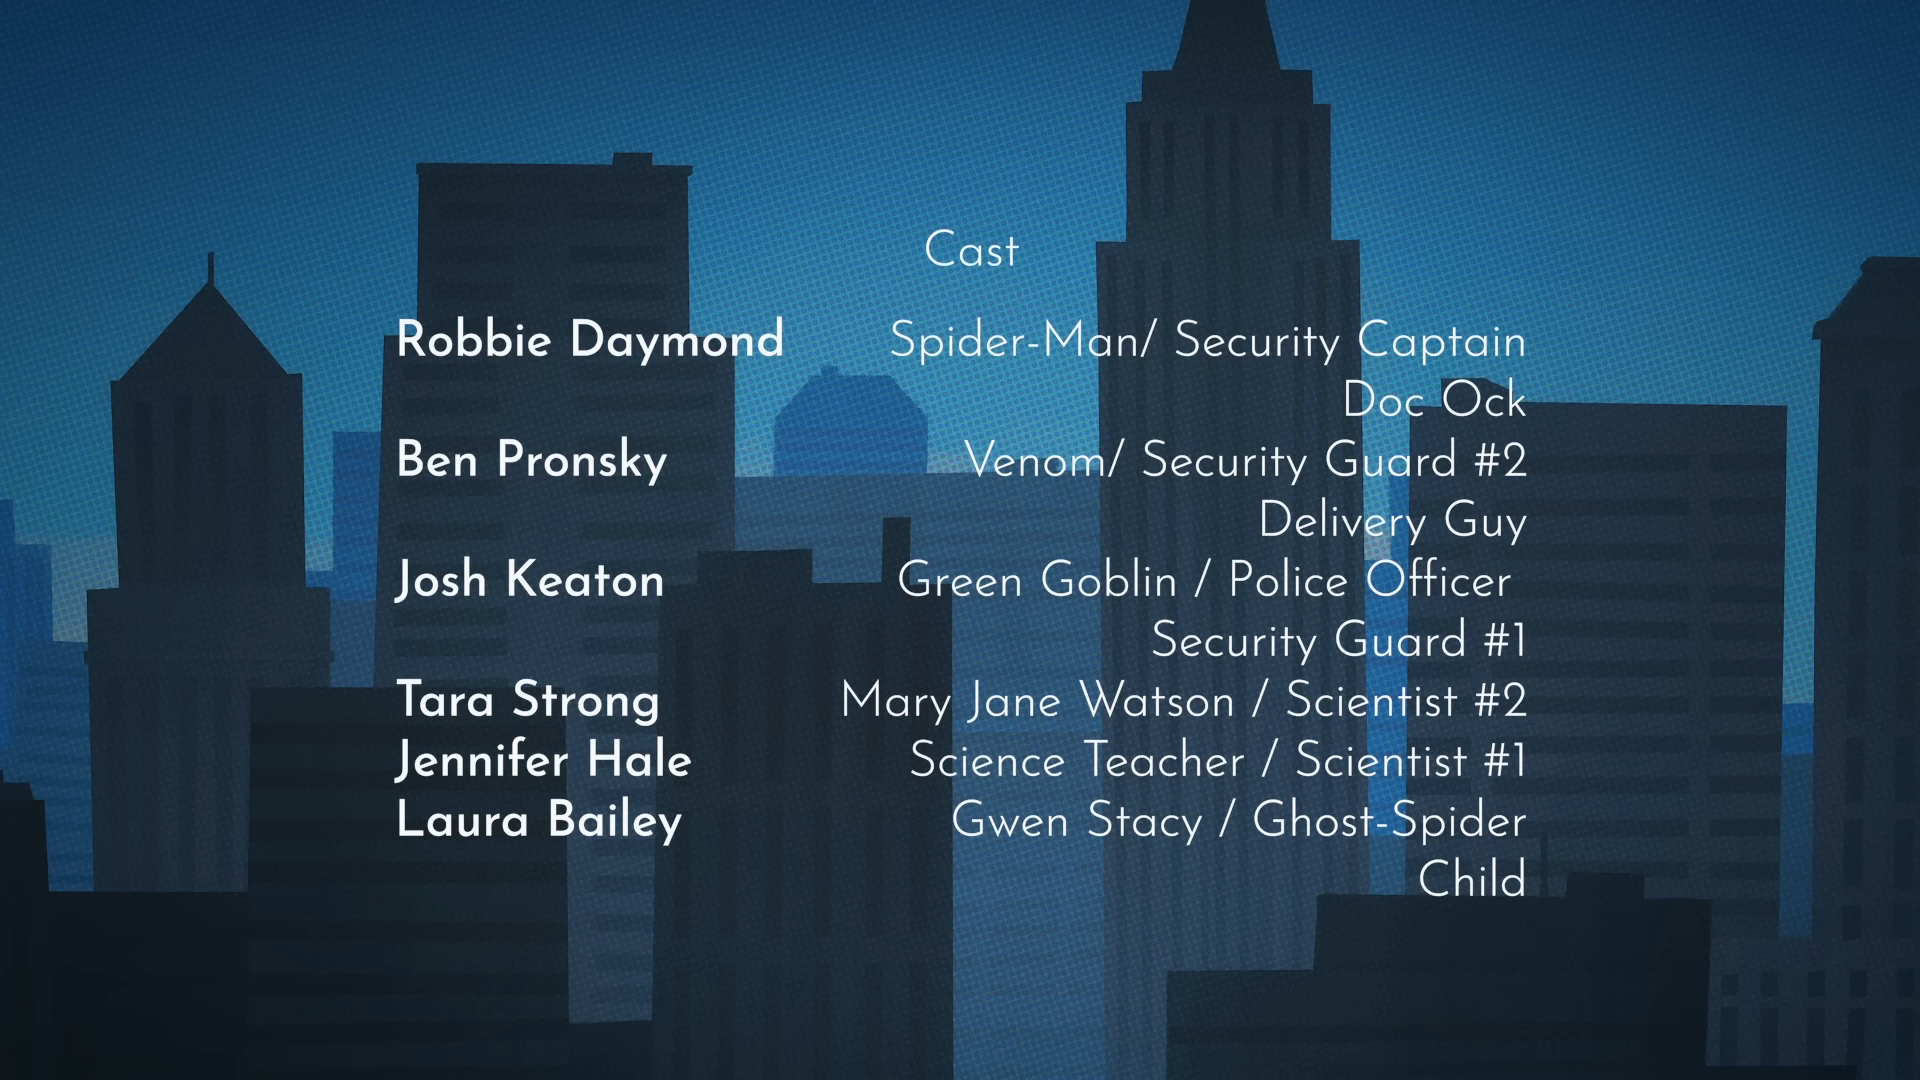 Cast
Robbie Daymond Spider-Man/ Security Captain
Doc Ock
Ben Pronsky Venom/ Security Guard #2
Delivery Guy
Josh Keaton Green Goblin / Police Officer
Security Guard #1
Tara Strong Mary Jane Watson / Scientist #2
Jennifer Hale Science Teacher / Scientist #1
Laura Bailey Gwen Stacy / Ghost-Spider
Child